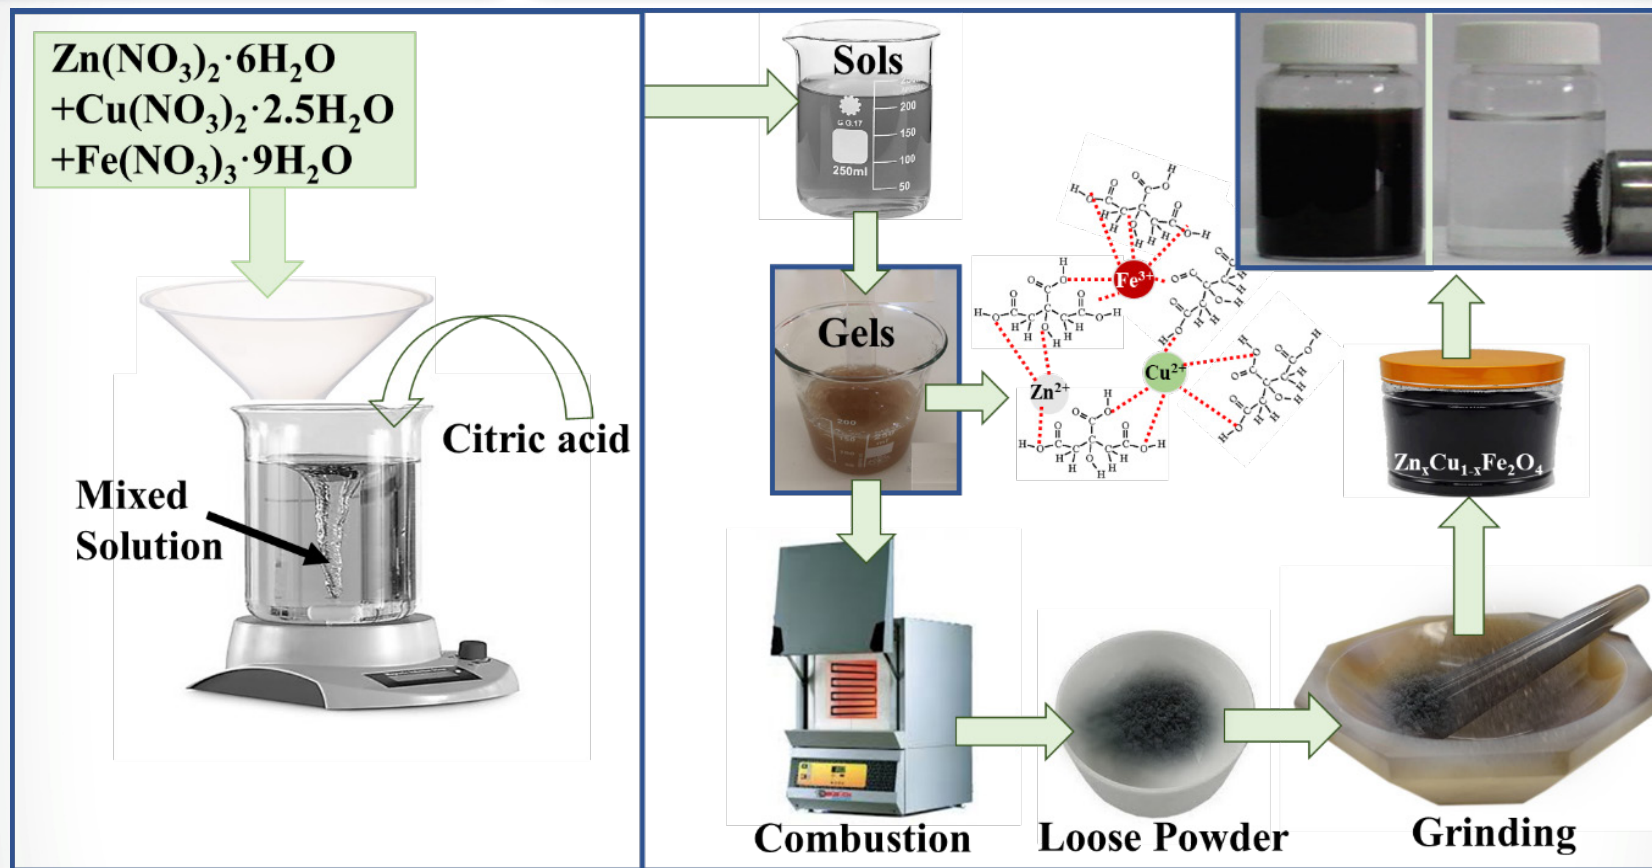 Zn(NO₃)₂·6H₂O
+Cu(NO₃)₂·2.5H₂O
+Fe(NO₃)₃·9H₂O
Citric acid
Mixed
Solution
Sols
G.G.17
250ml
200
150
100
50
Gels
Fe³⁺
Cu²⁺
Zn²⁺
ZnₓCu₁₋ₓFe₂O₄
Combustion
Loose Powder
Grinding